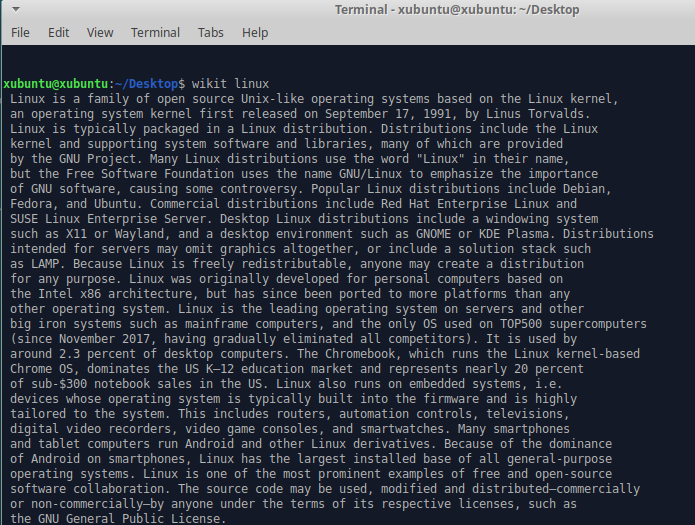 Terminal - xubuntu@xubuntu: ~/Desktop
File Edit View Terminal Tabs Help
xubuntu@xubuntu:~/Desktop$ wikit linux
Linux is a family of open source Unix-like operating systems based on the Linux kernel,
an operating system kernel first released on September 17, 1991, by Linus Torvalds.
Linux is typically packaged in a Linux distribution. Distributions include the Linux
kernel and supporting system software and libraries, many of which are provided
by the GNU Project. Many Linux distributions use the word "Linux" in their name,
but the Free Software Foundation uses the name GNU/Linux to emphasize the importance
of GNU software, causing some controversy. Popular Linux distributions include Debian,
Fedora, and Ubuntu. Commercial distributions include Red Hat Enterprise Linux and
SUSE Linux Enterprise Server. Desktop Linux distributions include a windowing system
such as X11 or Wayland, and a desktop environment such as GNOME or KDE Plasma. Distributions
intended for servers may omit graphics altogether, or include a solution stack such
as LAMP. Because Linux is freely redistributable, anyone may create a distribution
for any purpose. Linux was originally developed for personal computers based on
the Intel x86 architecture, but has since been ported to more platforms than any
other operating system. Linux is the leading operating system on servers and other
big iron systems such as mainframe computers, and the only OS used on TOP500 supercomputers
(since November 2017, having gradually eliminated all competitors). It is used by
around 2.3 percent of desktop computers. The Chromebook, which runs the Linux kernel-based
Chrome OS, dominates the US K–12 education market and represents nearly 20 percent
of sub-$300 notebook sales in the US. Linux also runs on embedded systems, i.e.
devices whose operating system is typically built into the firmware and is highly
tailored to the system. This includes routers, automation controls, televisions,
digital video recorders, video game consoles, and smartwatches. Many smartphones
and tablet computers run Android and other Linux derivatives. Because of the dominance
of Android on smartphones, Linux has the largest installed base of all general-purpose
operating systems. Linux is one of the most prominent examples of free and open-source
software collaboration. The source code may be used, modified and distributed—commercially
or non-commercially—by anyone under the terms of its respective licenses, such as
the GNU General Public License.